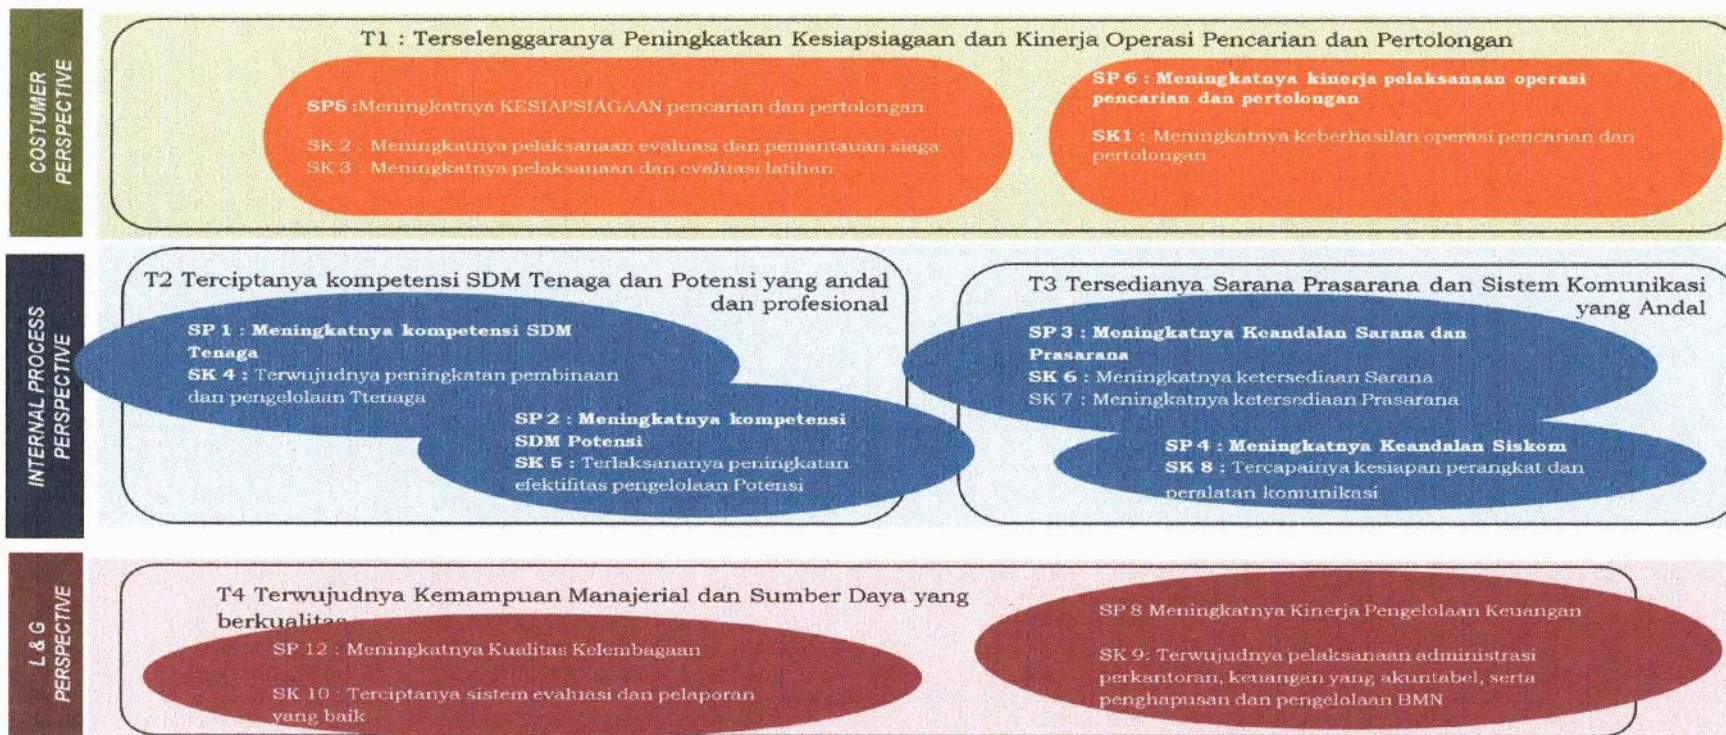 COSTUMER
PERSPECTIVE
T1 : Terselenggaranya Peningkatkan Kesiapsiagaan dan Kinerja Operasi Pencarian dan Pertolongan
SP5 :Meningkatnya KESIAPSIAGAAN pencarian dan pertolongan
SK 2 : Meningkatnya pelaksanaan evaluasi dan pemantauan siaga
SK 3 : Meningkatnya pelaksanaan dan evaluasi latihan
SP 6 : Meningkatnya kinerja pelaksanaan operasi
pencarian dan pertolongan
SK1 : Meningkatnya keberhasilan operasi pencarian dan
pertolongan
INTERNAL PROCESS
PERSPECTIVE
T2 Terciptanya kompetensi SDM Tenaga dan Potensi yang andal
dan profesional
SP 1 : Meningkatnya kompetensi SDM
Tenaga
SK 4 : Terwujudnya peningkatan pembinaan
dan pengelolaan Ttenaga
SP 2 : Meningkatnya kompetensi
SDM Potensi
SK 5 : Terlaksananya peningkatan
efektifitas pengelolaan Potensi
T3 Tersedianya Sarana Prasarana dan Sistem Komunikasi
yang Andal
SP 3 : Meningkatnya Keandalan Sarana dan
Prasarana
SK 6 : Meningkatnya ketersediaan Sarana
SK 7 : Meningkatnya ketersediaan Prasarana
SP 4 : Meningkatnya Keandalan Siskom
SK 8 : Tercapainya kesiapan perangkat dan
peralatan komunikasi
L & G
PERSPECTIVE
T4 Terwujudnya Kemampuan Manajerial dan Sumber Daya yang
berkualitas
SP 12 : Meningkatnya Kualitas Kelembagaan
SK 10 : Terciptanya sistem evaluasi dan pelaporan
yang baik
SP 8 Meningkatnya Kinerja Pengelolaan Keuangan
SK 9: Terwujudnya pelaksanaan administrasi
perkantoran, keuangan yang akuntabel, serta
penghapusan dan pengelolaan BMN